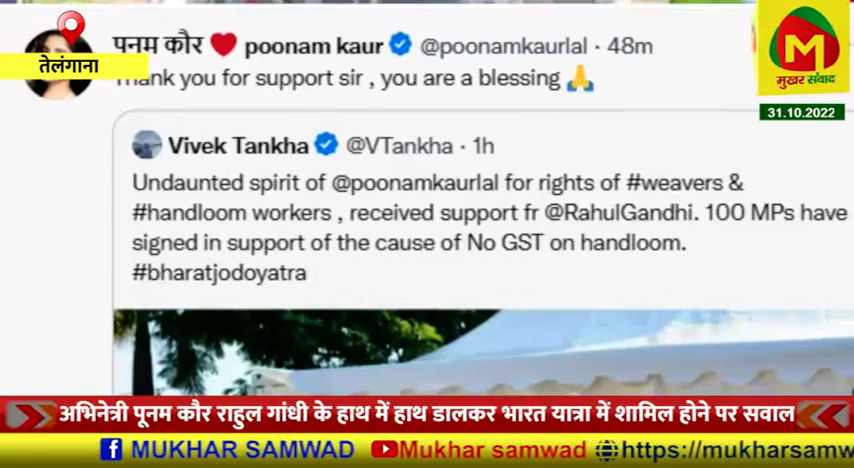 पूनम कौर ❤️ poonam kaur @poonamkaurlal · 48m
तेलंगाना
Thank you for support sir , you are a blessing 🙏
M
मुखर संवाद
31.10.2022
Vivek Tankha @VTankha · 1h
Undaunted spirit of @poonamkaurlal for rights of #weavers &
#handloom workers , received support fr @RahulGandhi. 100 MPs have
signed in support of the cause of No GST on handloom.
#bharatjodoyatra
अभिनेत्री पूनम कौर राहुल गांधी के हाथ में हाथ डालकर भारत यात्रा में शामिल होने पर सवाल
f MUKHAR SAMWAD Mukhar samwad https://mukharsamw